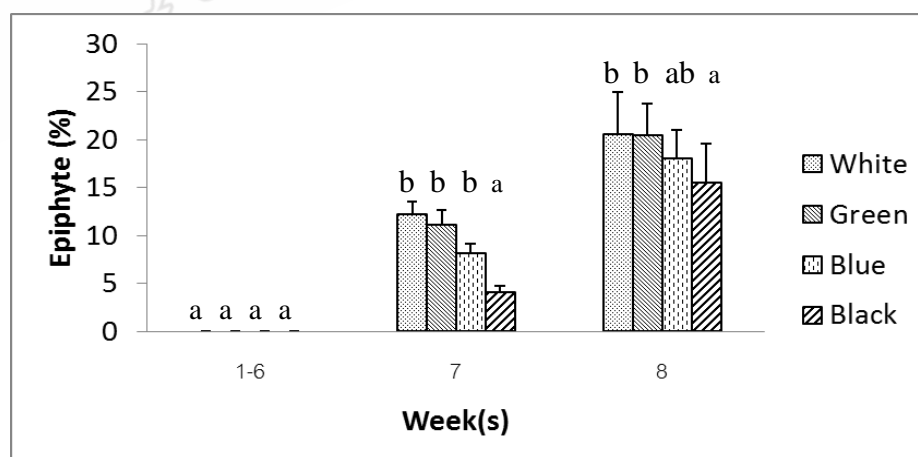 30
25
20
15
10
5
0
Epiphyte (%)
a a a a
b b b a
b b ab a
1-6 7 8
Week(s)
White
Green
Blue
Black